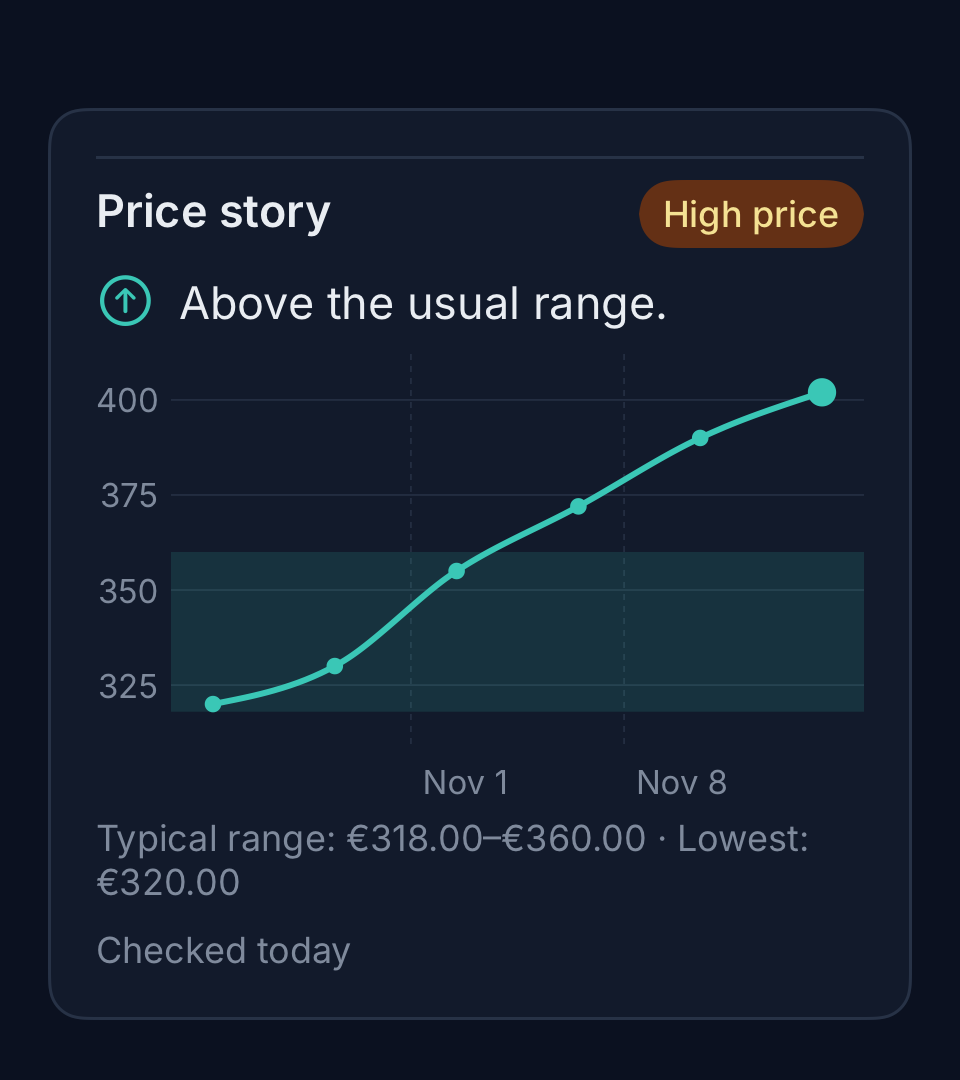 Price story
High price
Above the usual range.
400
375
350
325
Nov 1
Nov 8
Typical range: €318.00–€360.00 · Lowest:
€320.00
Checked today